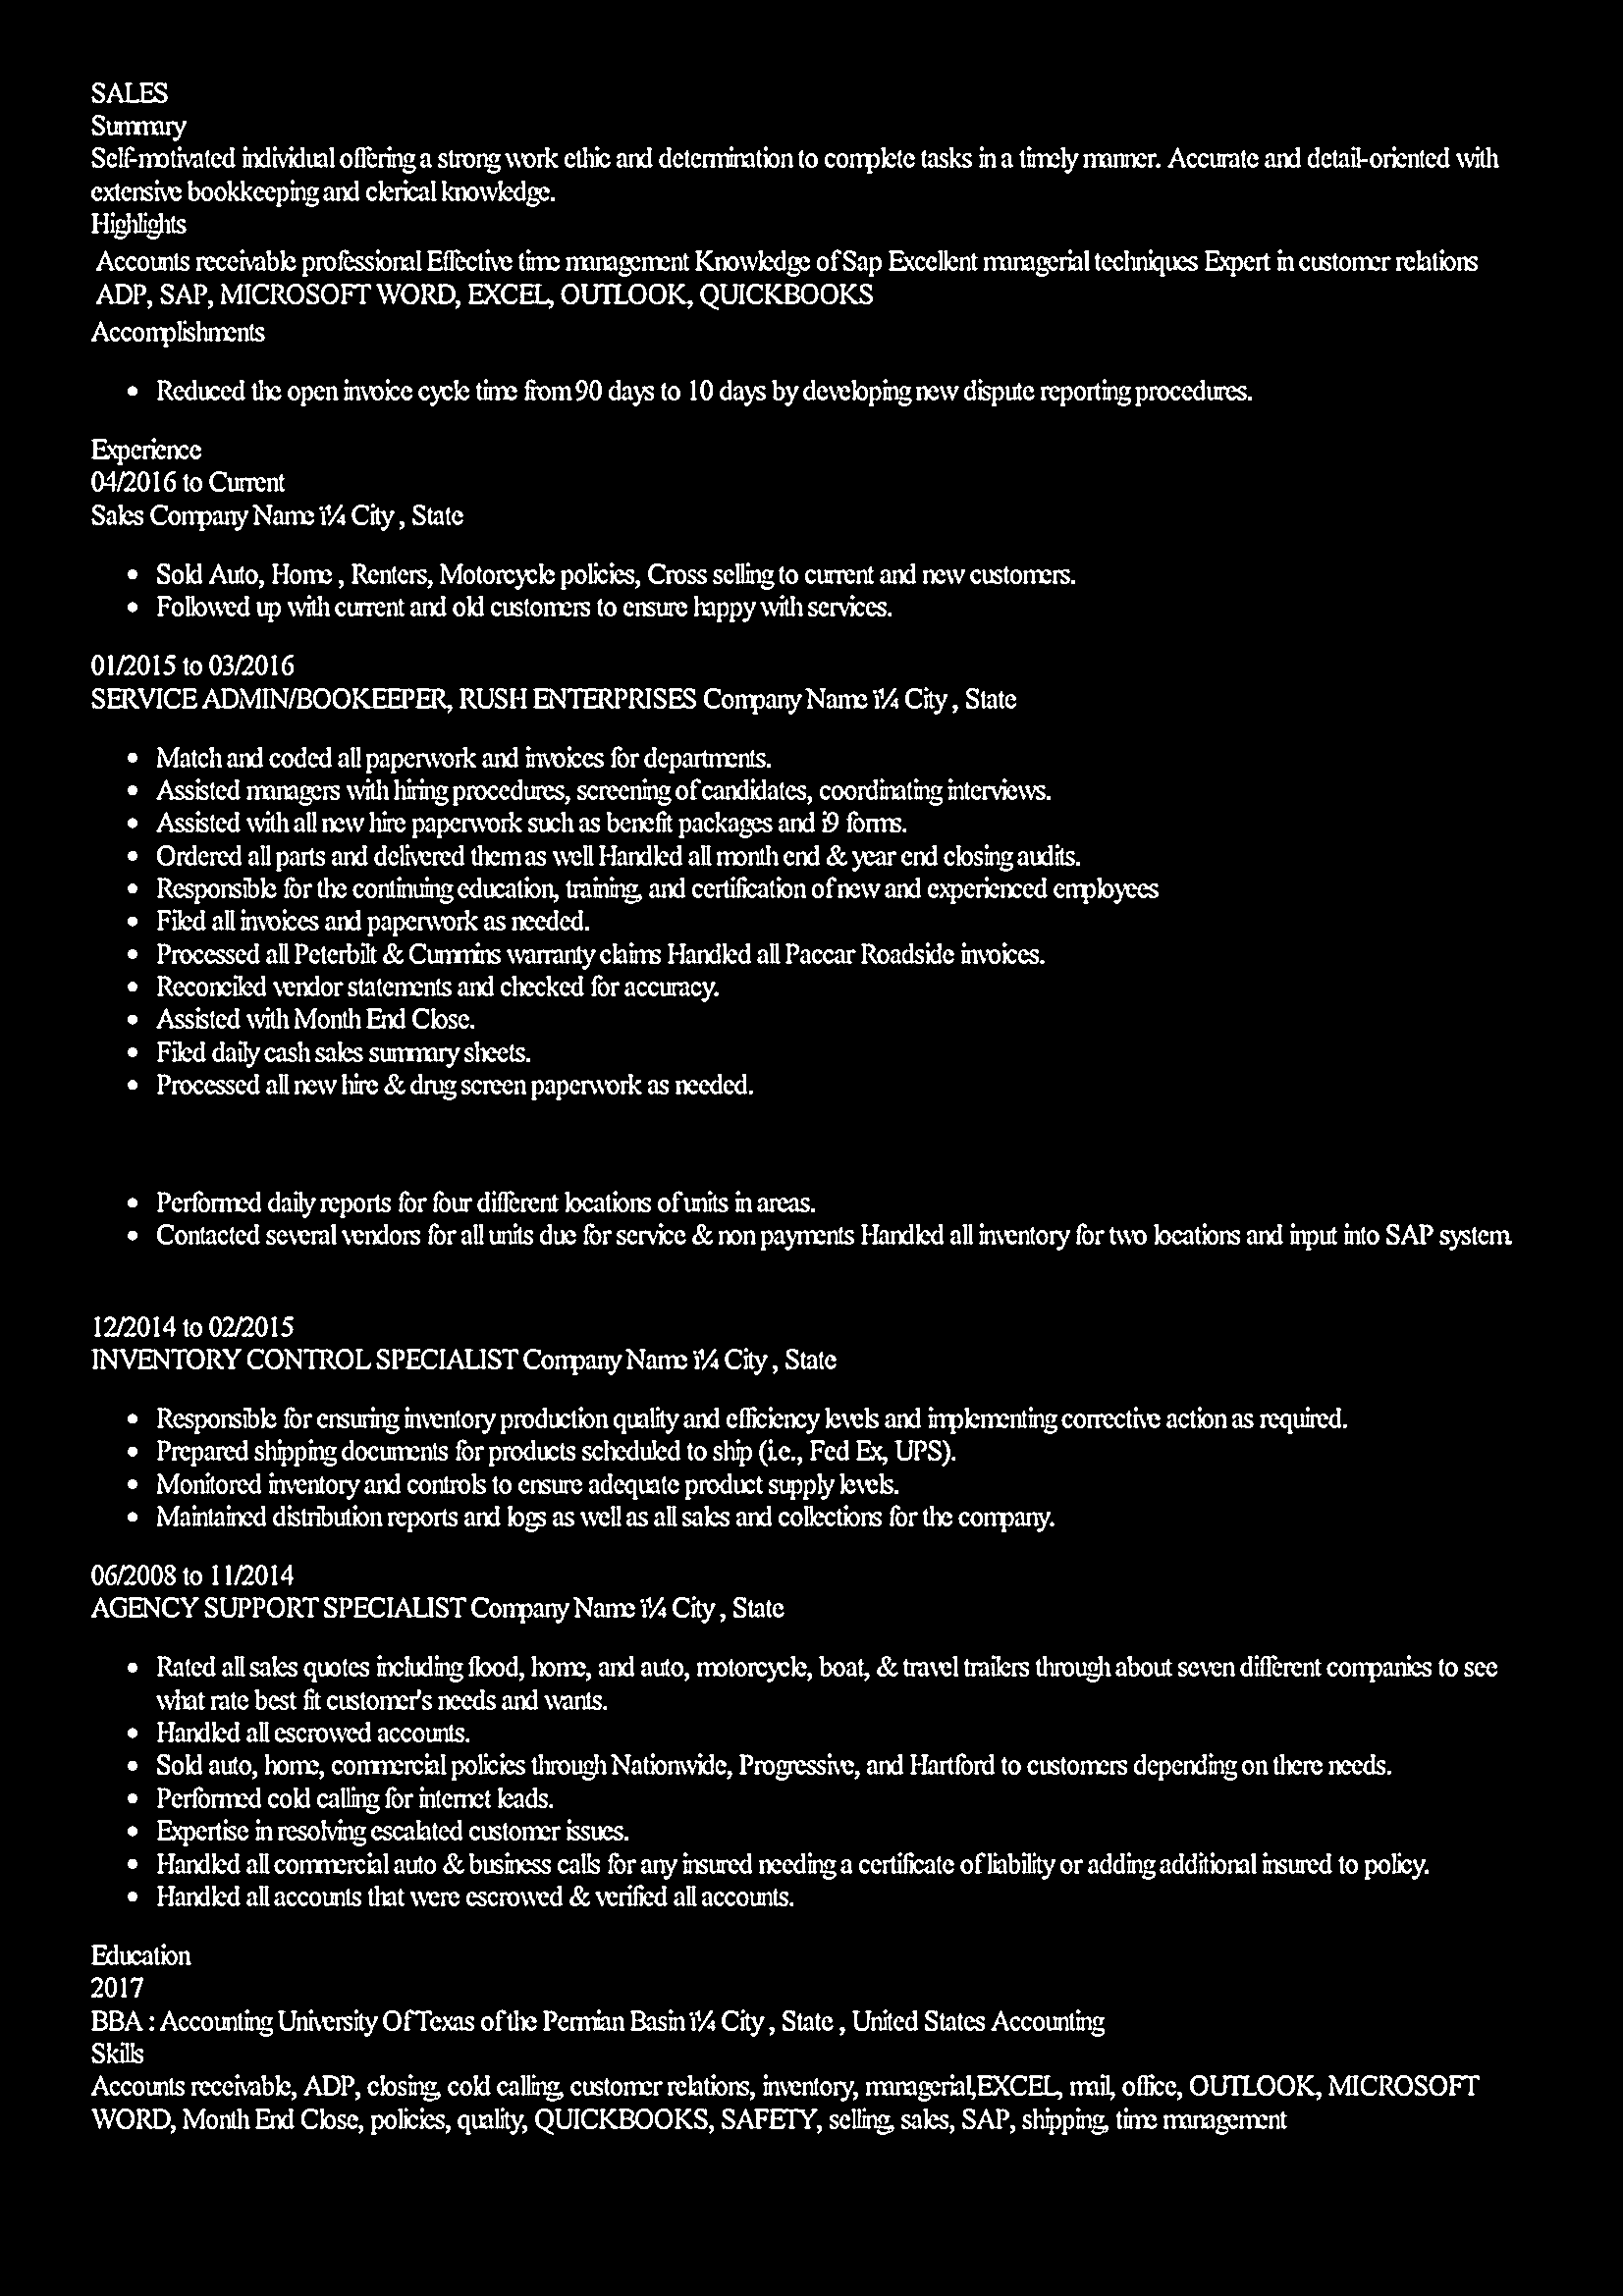 SALES
Summary
Self-motivated individual offering a strong work ethic and determination to complete tasks in a timely manner. Accurate and detail-oriented with
extensive bookkeeping and clerical knowledge.
Highlights
Accounts receivable professional Effective time management Knowledge of Sap Excellent managerial techniques Expert in customer relations
ADP, SAP, MICROSOFT WORD, EXCEL, OUTLOOK, QUICKBOOKS
Accomplishments
• Reduced the open invoice cycle time from 90 days to 10 days by developing new dispute reporting procedures.
Experience
04/2016 to Current
Sales Company Name ï¼ City , State
• Sold Auto, Home , Renters, Motorcycle policies, Cross selling to current and new customers.
• Followed up with current and old customers to ensure happy with services.
01/2015 to 03/2016
SERVICE ADMIN/BOOKEEPER, RUSH ENTERPRISES Company Name ï¼ City , State
• Match and coded all paperwork and invoices for departments.
• Assisted managers with hiring procedures, screening of candidates, coordinating interviews.
• Assisted with all new hire paperwork such as benefit packages and i9 forms.
• Ordered all parts and delivered them as well Handled all month end & year end closing audits.
• Responsible for the continuing education, training, and certification of new and experienced employees
• Filed all invoices and paperwork as needed.
• Processed all Peterbilt & Cummins warranty claims Handled all Paccar Roadside invoices.
• Reconciled vendor statements and checked for accuracy.
• Assisted with Month End Close.
• Filed daily cash sales summary sheets.
• Processed all new hire & drug screen paperwork as needed.
• Performed daily reports for four different locations of units in areas.
• Contacted several vendors for all units due for service & non payments Handled all inventory for two locations and input into SAP system.
12/2014 to 02/2015
INVENTORY CONTROL SPECIALIST Company Name ï¼ City , State
• Responsible for ensuring inventory production quality and efficiency levels and implementing corrective action as required.
• Prepared shipping documents for products scheduled to ship (i.e., Fed Ex, UPS).
• Monitored inventory and controls to ensure adequate product supply levels.
• Maintained distribution reports and logs as well as all sales and collections for the company.
06/2008 to 11/2014
AGENCY SUPPORT SPECIALIST Company Name ï¼ City , State
• Rated all sales quotes including flood, home, and auto, motorcycle, boat, & travel trailers through about seven different companies to see
what rate best fit customer's needs and wants.
• Handled all escrowed accounts.
• Sold auto, home, commercial policies through Nationwide, Progressive, and Hartford to customers depending on there needs.
• Performed cold calling for internet leads.
• Expertise in resolving escalated customer issues.
• Handled all commercial auto & business calls for any insured needing a certificate of liability or adding additional insured to policy.
• Handled all accounts that were escrowed & verified all accounts.
Education
2017
BBA : Accounting University Of Texas of the Permian Basin ï¼ City , State , United States Accounting
Skills
Accounts receivable, ADP, closing, cold calling, customer relations, inventory, managerial,EXCEL, mail, office, OUTLOOK, MICROSOFT
WORD, Month End Close, policies, quality, QUICKBOOKS, SAFETY, selling, sales, SAP, shipping, time management